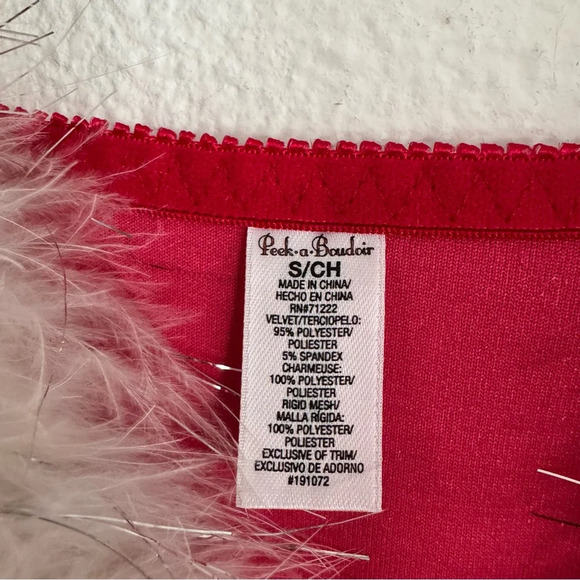 Peek•a•Boudoir
S/CH
MADE IN CHINA/
HECHO EN CHINA
RN#71222
VELVET/TERCIOPELO:
95% POLYESTER/
POLIESTER
5% SPANDEX
CHARMEUSE:
100% POLYESTER/
POLIESTER
RIGID MESH/
MALLA RÍGIDA:
100% POLYESTER/
POLIESTER
EXCLUSIVE OF TRIM/
EXCLUSIVO DE ADORNO
#191072